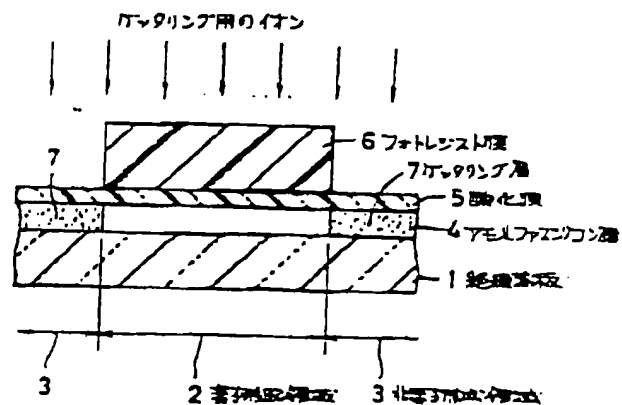 ゲッタリング用のイオン
6 フォトレジスト膜
7
7 ゲッタリング層
5 酸化膜
4 アモルファスシリコン層
1 絶縁基板
3
2 素子形成領域
3 非素子形成領域